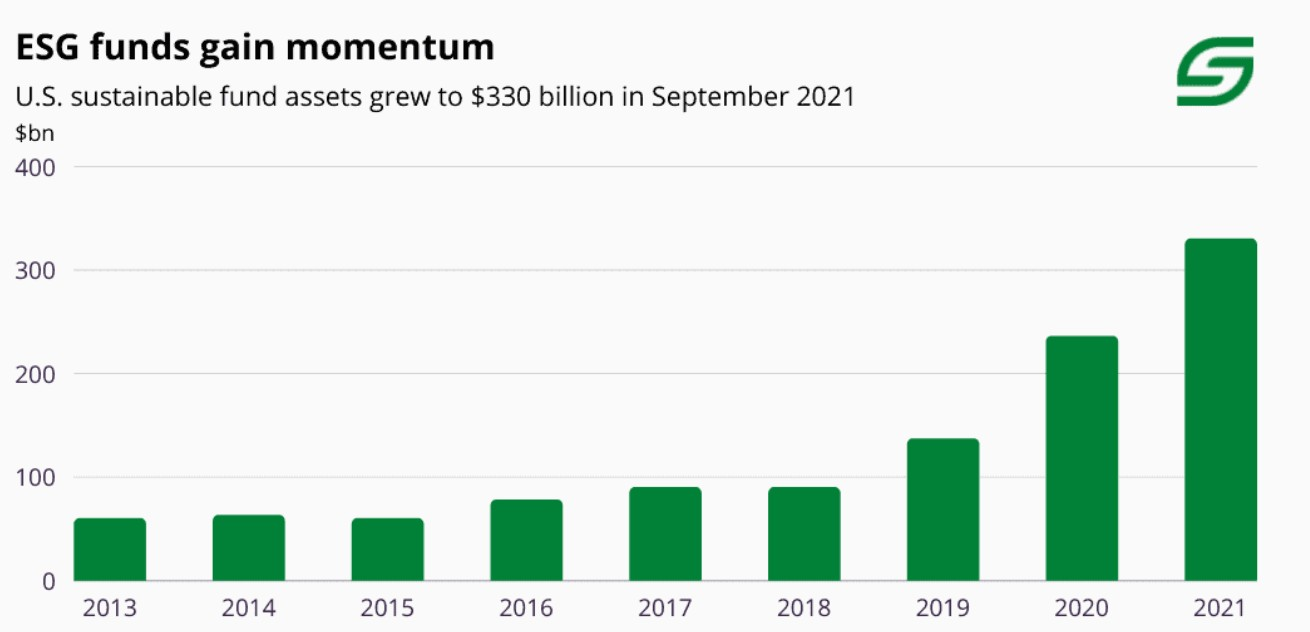 ESG funds gain momentum
U.S. sustainable fund assets grew to $330 billion in September 2021
$bn
400
300
200
100
0
2013 2014 2015 2016 2017 2018 2019 2020 2021